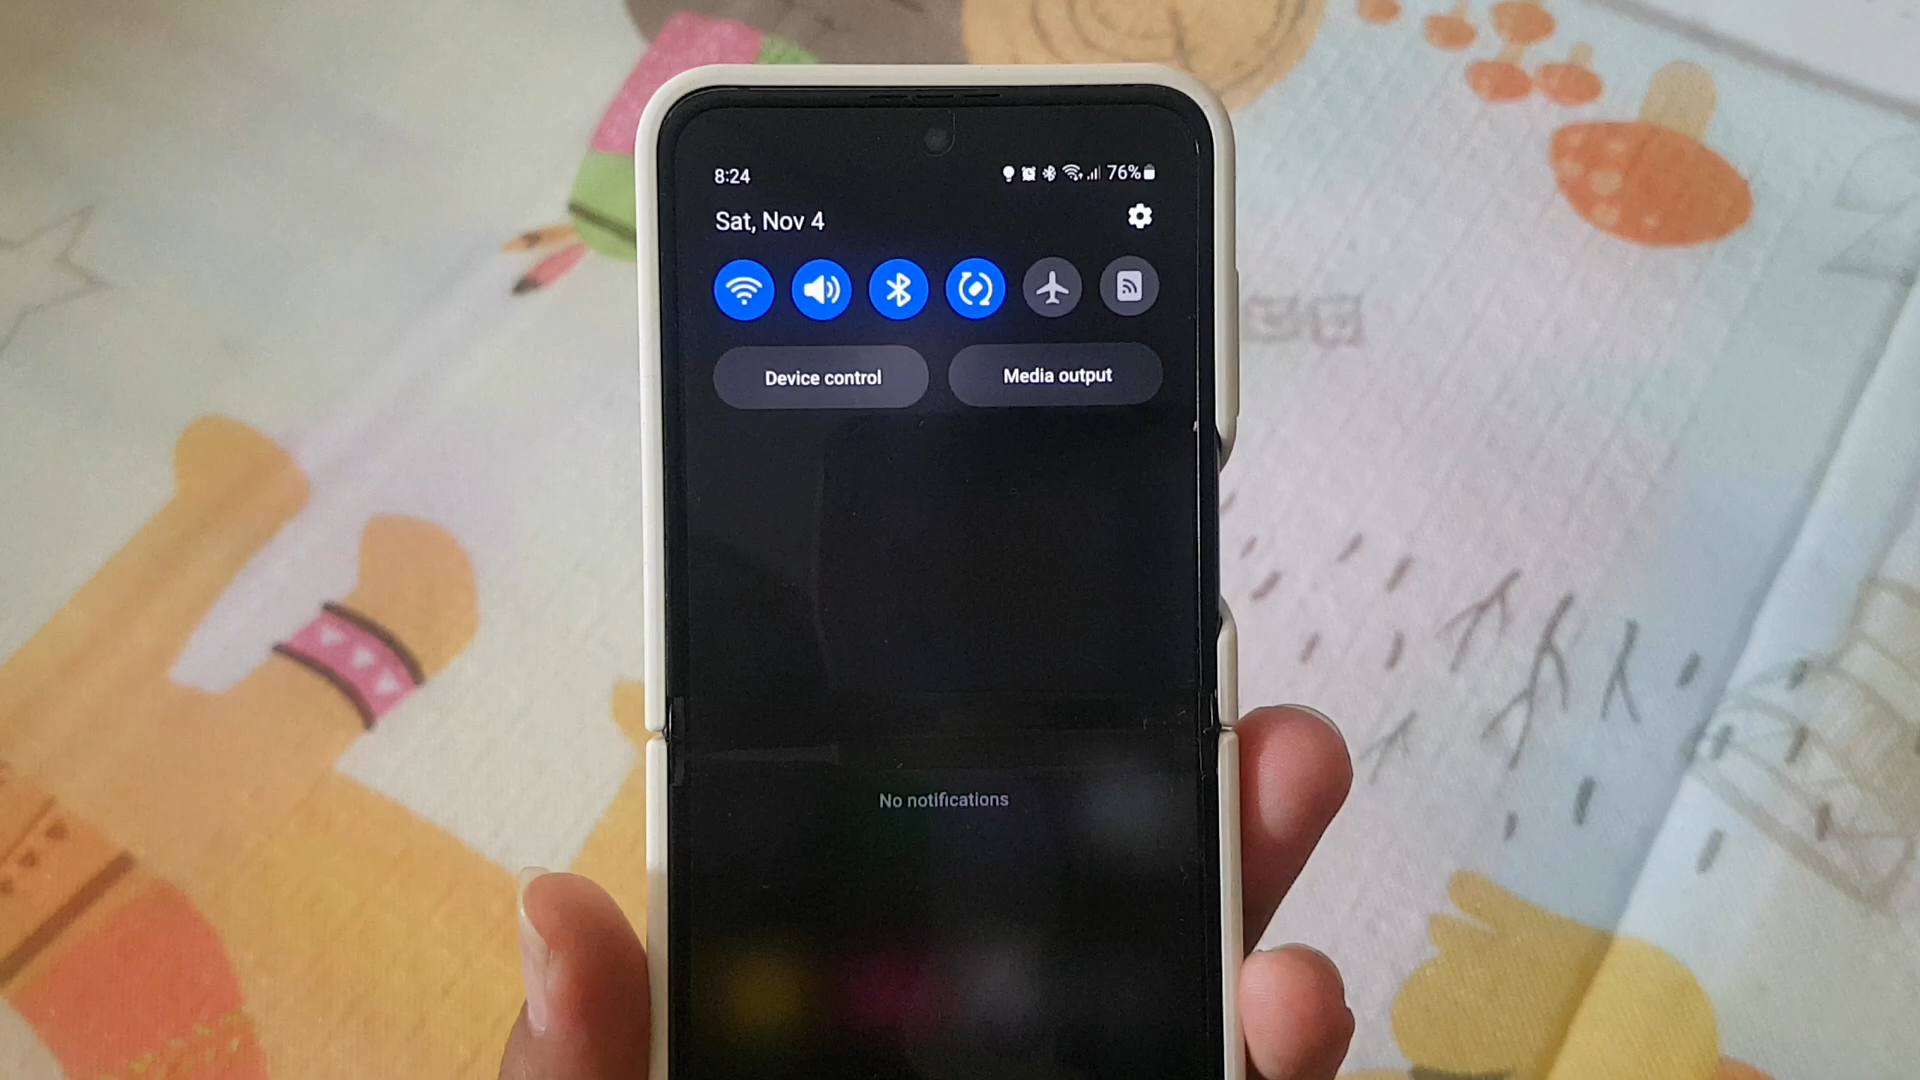 8:24 76%
Sat, Nov 4
Device control Media output
No notifications